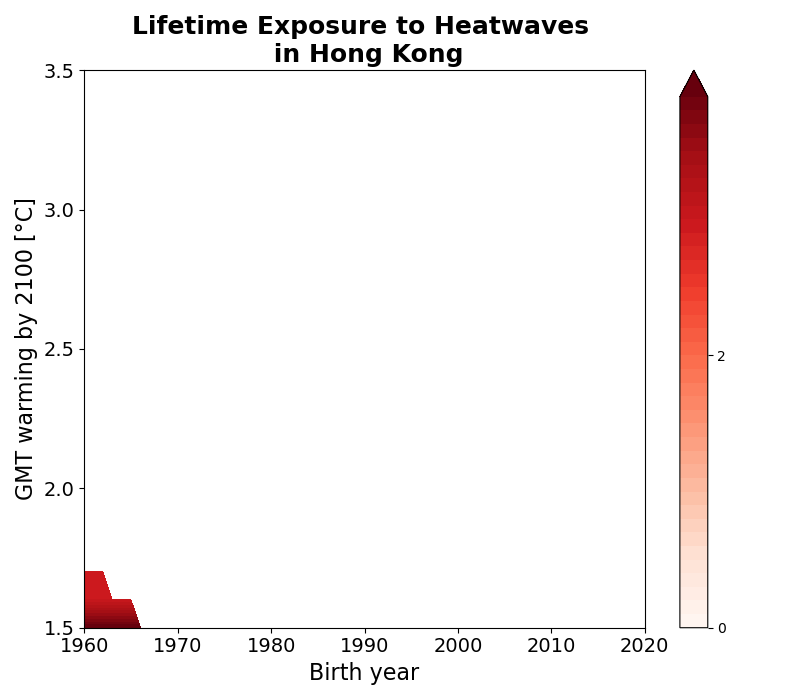 Lifetime Exposure to Heatwaves
in Hong Kong
3.5
3.0
2.5
2.0
1.5
GMT warming by 2100 [°C]
1960 1970 1980 1990 2000 2010 2020
Birth year
2
0